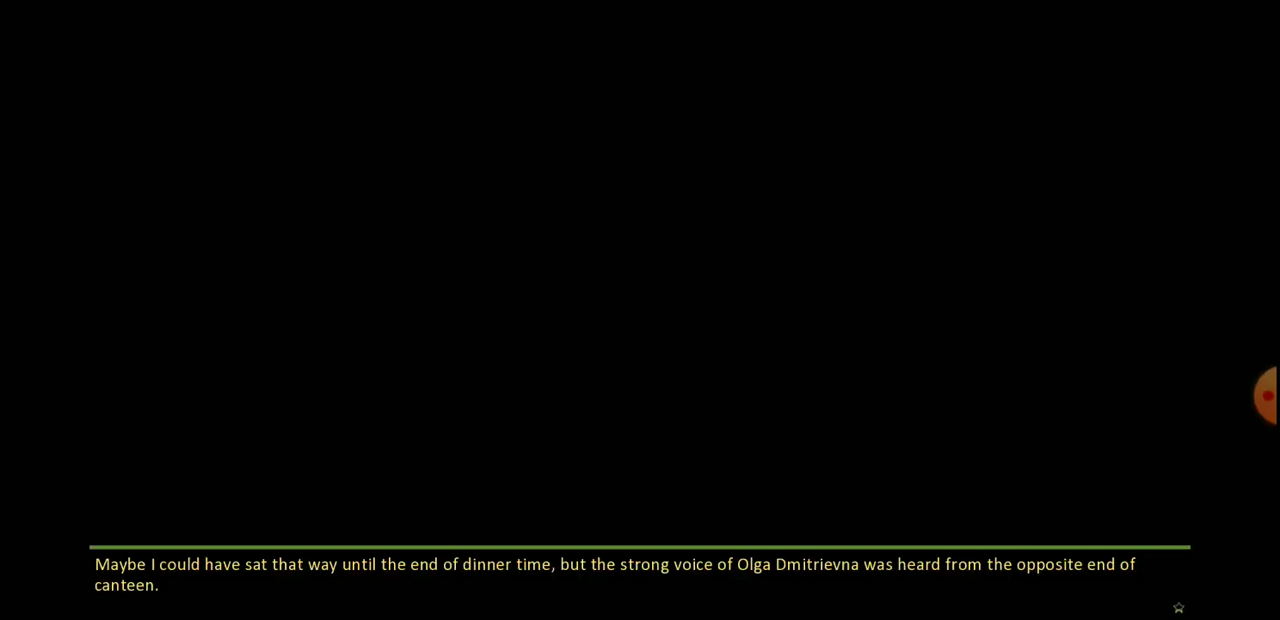 Maybe I could have sat that way until the end of dinner time, but the strong voice of Olga Dmitrievna was heard from the opposite end of
canteen.